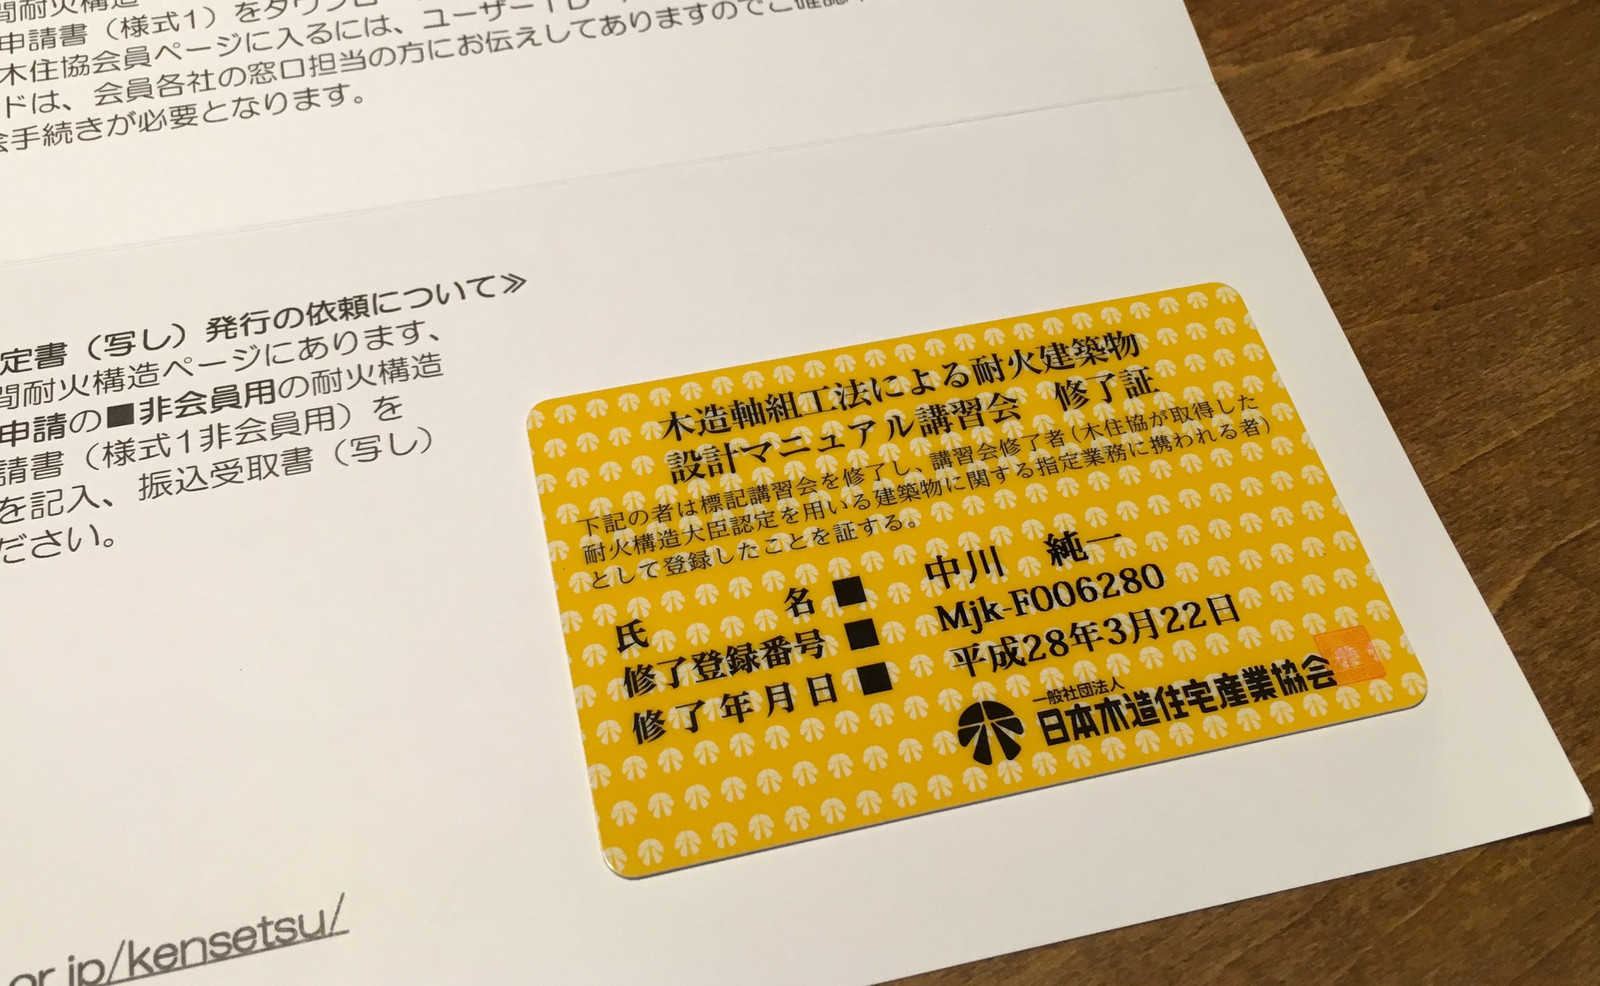 間耐火構造
申請書（様式1）をダウンロー
木住協会員ページに入るには、ユーザーID
ドは、会員各社の窓口担当の方にお伝えしてありますのでご確認
会手続きが必要となります。
定書（写し）発行の依頼について≫
間耐火構造ページにあります、
申請の■非会員用の耐火構造
請書（様式1非会員用）を
を記入、振込受取書（写し）
ださい。
or.jp/kensetsu/
木造軸組工法による耐火建築物
設計マニュアル講習会 修了証
下記の者は標記講習会を修了し、講習会修了者（木住協が取得した
耐火構造大臣認定を用いる建築物に関する指定業務に携われる者）
として登録したことを証する。
氏名■ 中川 純一
修了登録番号■ Mjk-F006280
修了年月日■ 平成28年3月22日
一般社団法人
日本木造住宅産業協会